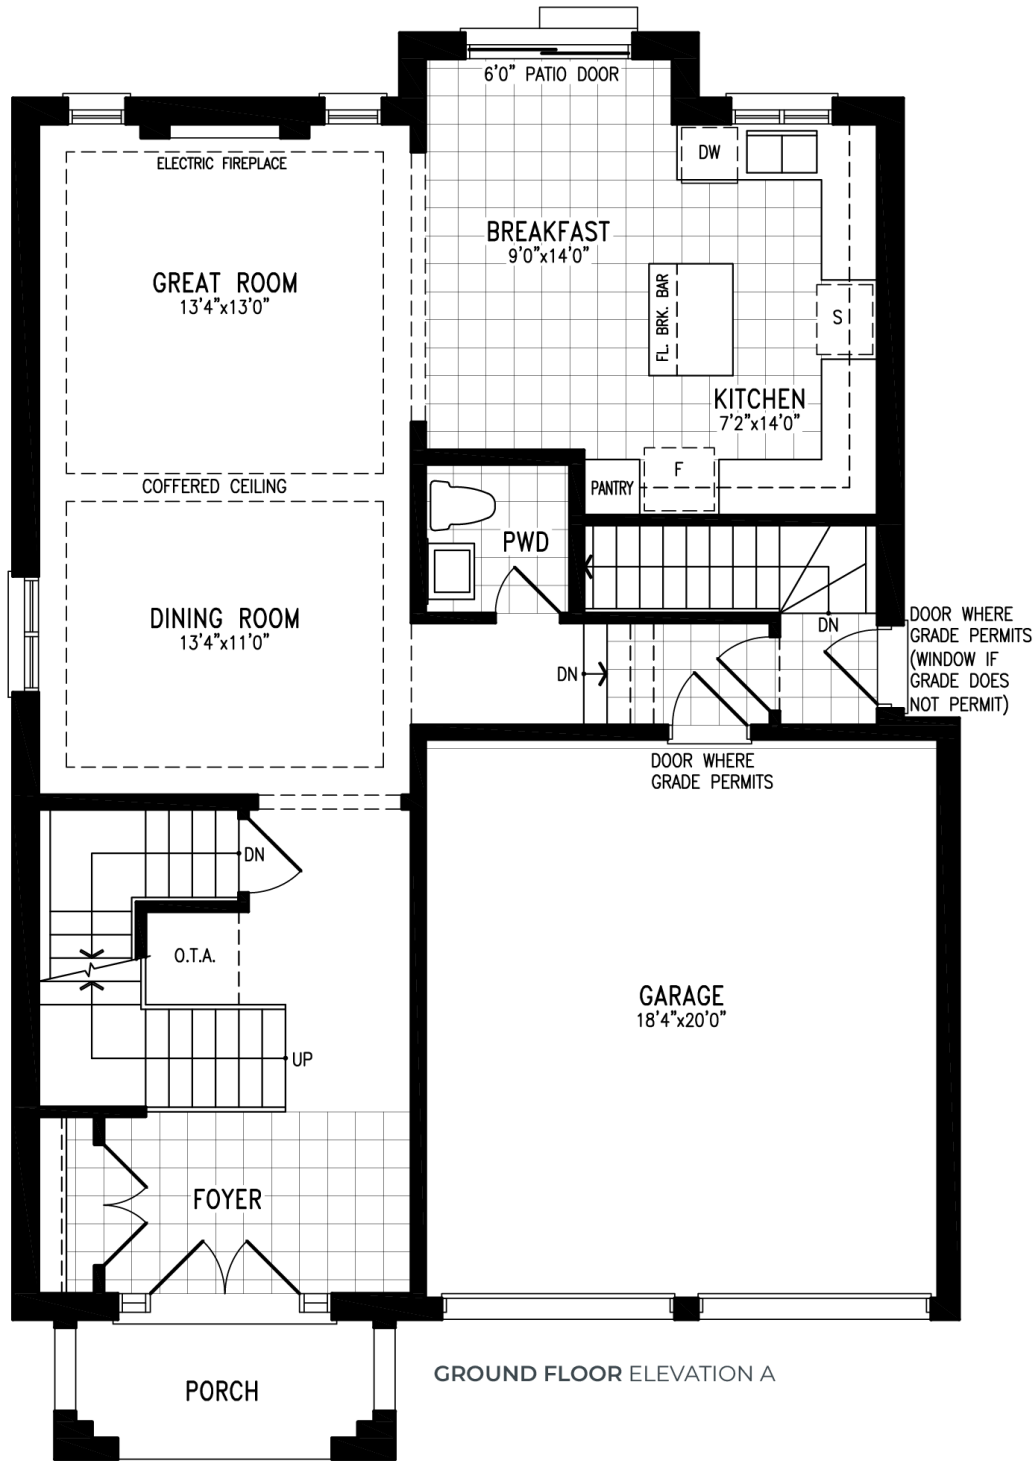 6'0" PATIO DOOR
DW
ELECTRIC FIREPLACE
BREAKFAST
9'0"x14'0"
GREAT ROOM
13'4"x13'0"
FL. BRK. BAR
S
KITCHEN
7'2"x14'0"
F
PANTRY
COFFERED CEILING
PWD
DINING ROOM
13'4"x11'0"
DN
DN
DOOR WHERE
GRADE PERMITS
(WINDOW IF
GRADE DOES
NOT PERMIT)
DOOR WHERE
GRADE PERMITS
DN
O.T.A.
GARAGE
18'4"x20'0"
UP
FOYER
GROUND FLOOR ELEVATION A
PORCH